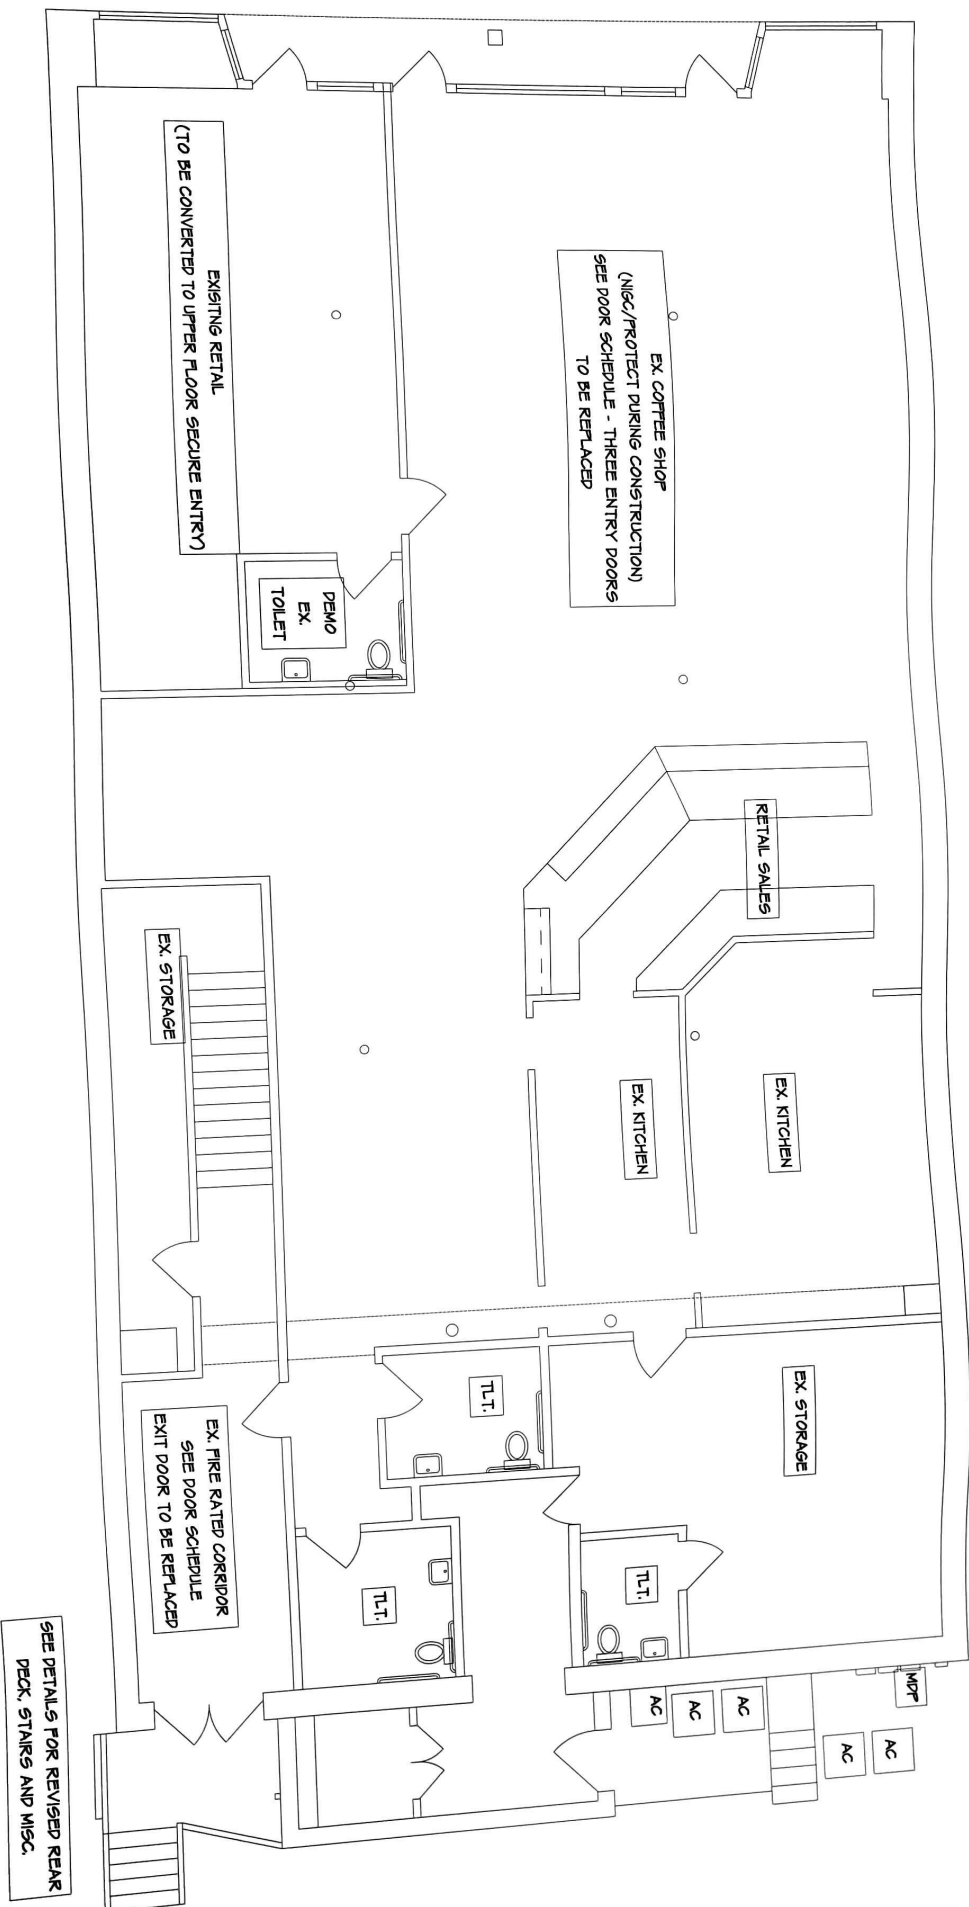 EXISITNG RETAIL
(TO BE CONVERTED TO UPPER FLOOR SECURE ENTRY)
EX. COFFEE SHOP
(NIGC/PROTECT DURING CONSTRUCTION)
SEE DOOR SCHEDULE - THREE ENTRY DOORS
TO BE REPLACED
DEMO
EX.
TOILET
RETAIL SALES
EX. STORAGE
EX. KITCHEN
EX. KITCHEN
TLT.
EX. STORAGE
EX. FIRE RATED CORRIDOR
SEE DOOR SCHEDULE
EXIT DOOR TO BE REPLACED
TLT.
TLT.
MDP
AC
AC
AC
AC
AC
SEE DETAILS FOR REVISED REAR
DECK, STAIRS AND MISC.